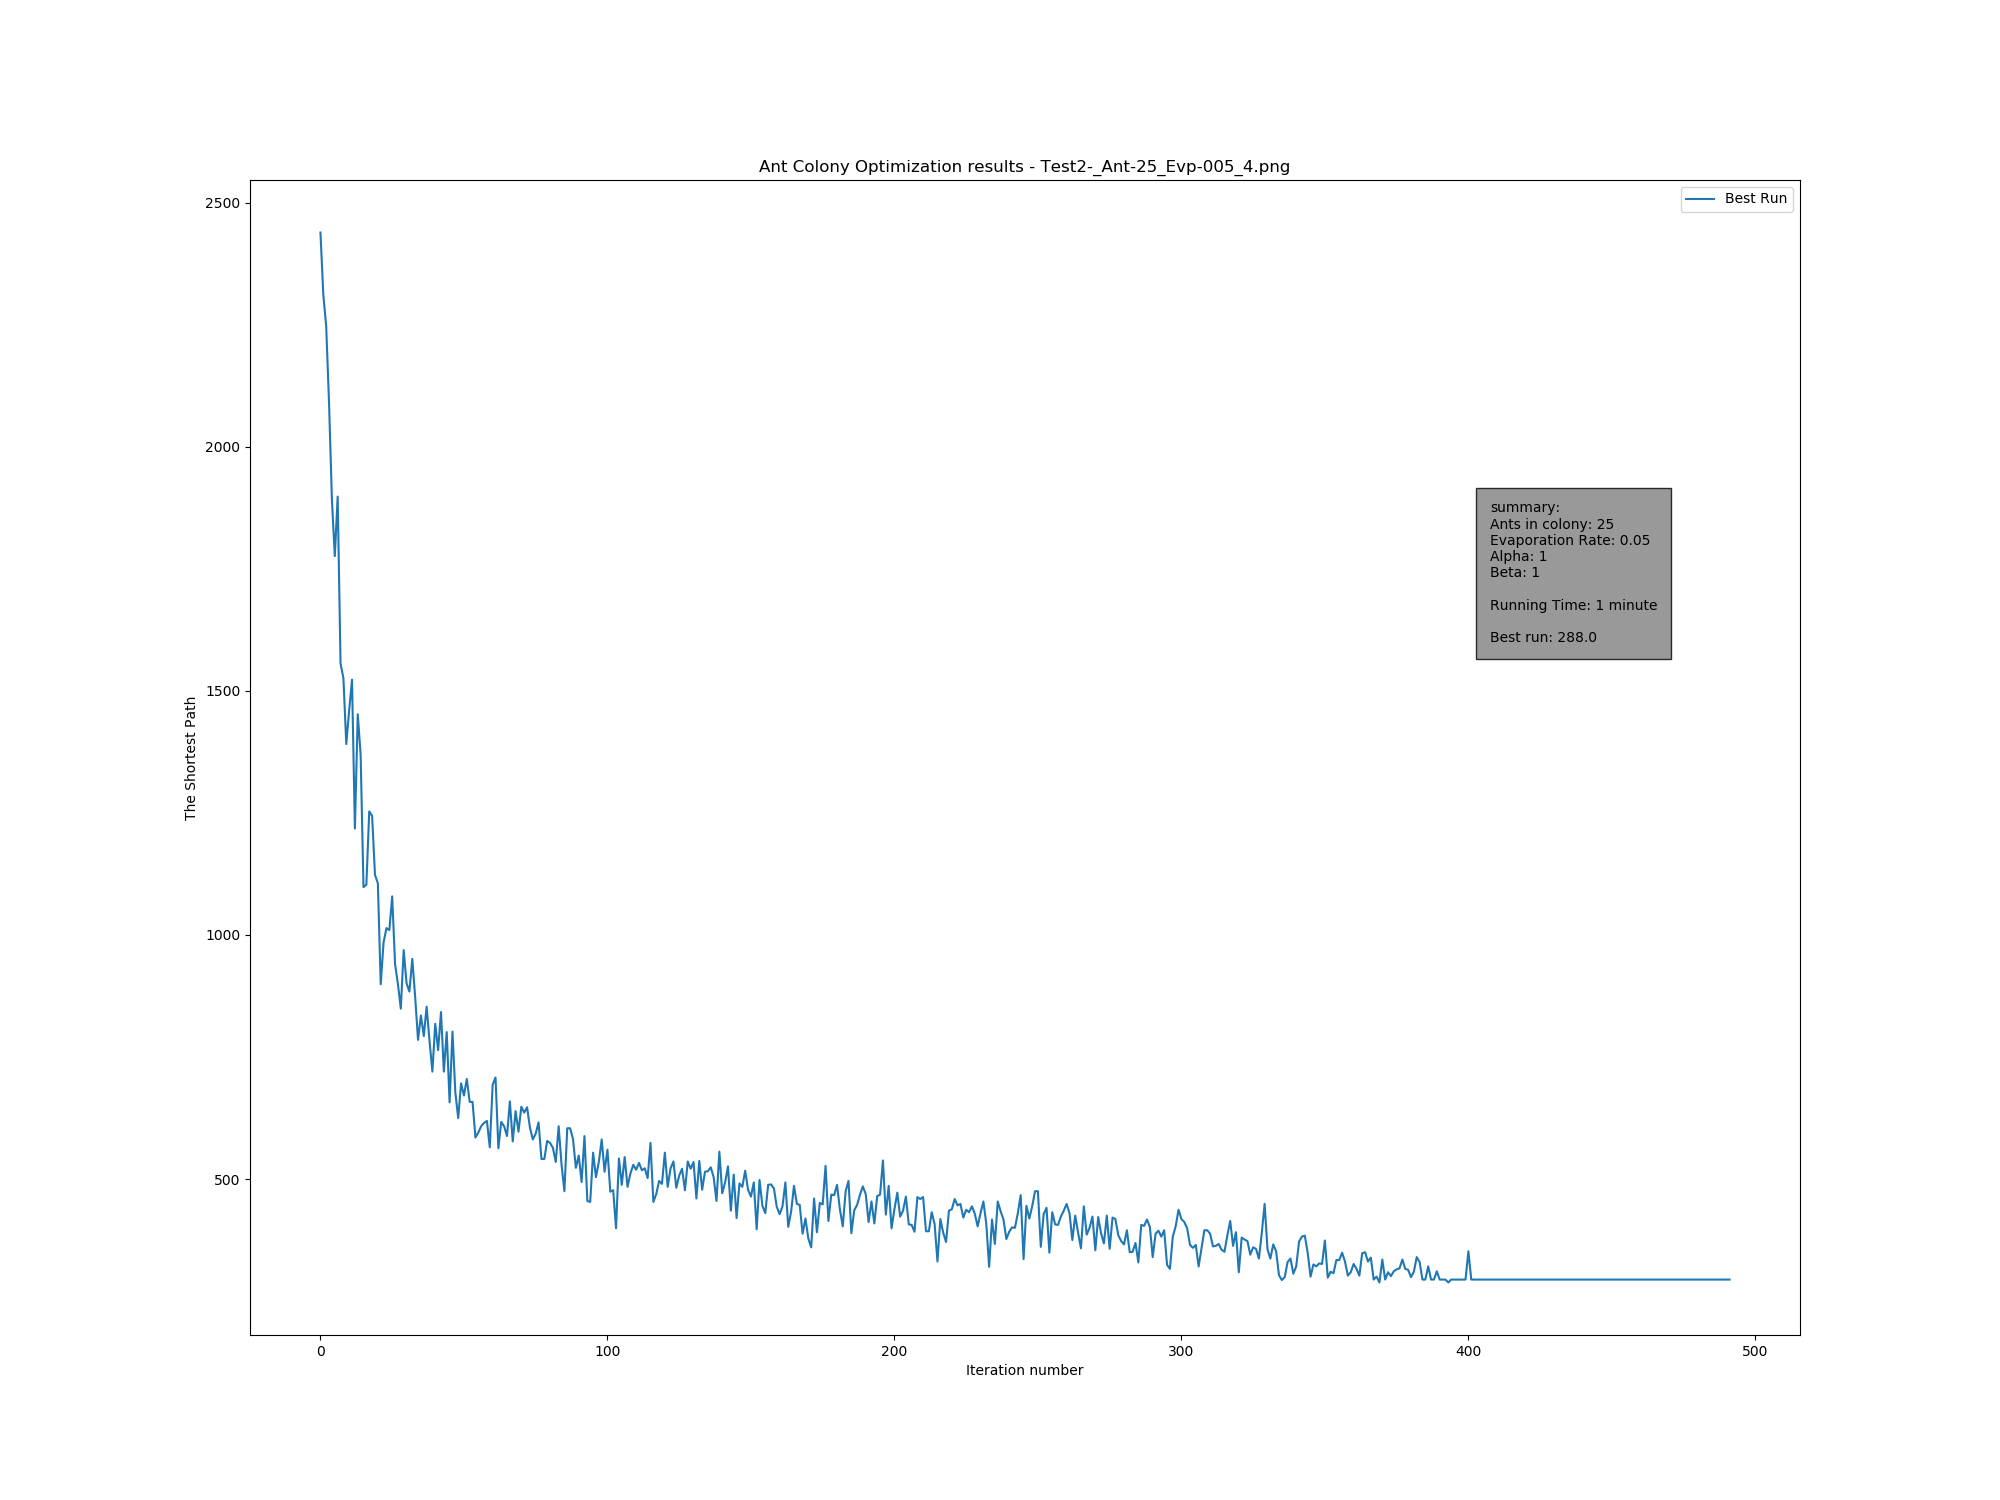 Ant Colony Optimization results - Test2-_Ant-25_Evp-005_4.png
Best Run
2500
2000
1500
1000
500
The Shortest Path
summary:
Ants in colony: 25
Evaporation Rate: 0.05
Alpha: 1
Beta: 1
Running Time: 1 minute
Best run: 288.0
0 100 200 300 400 500
Iteration number